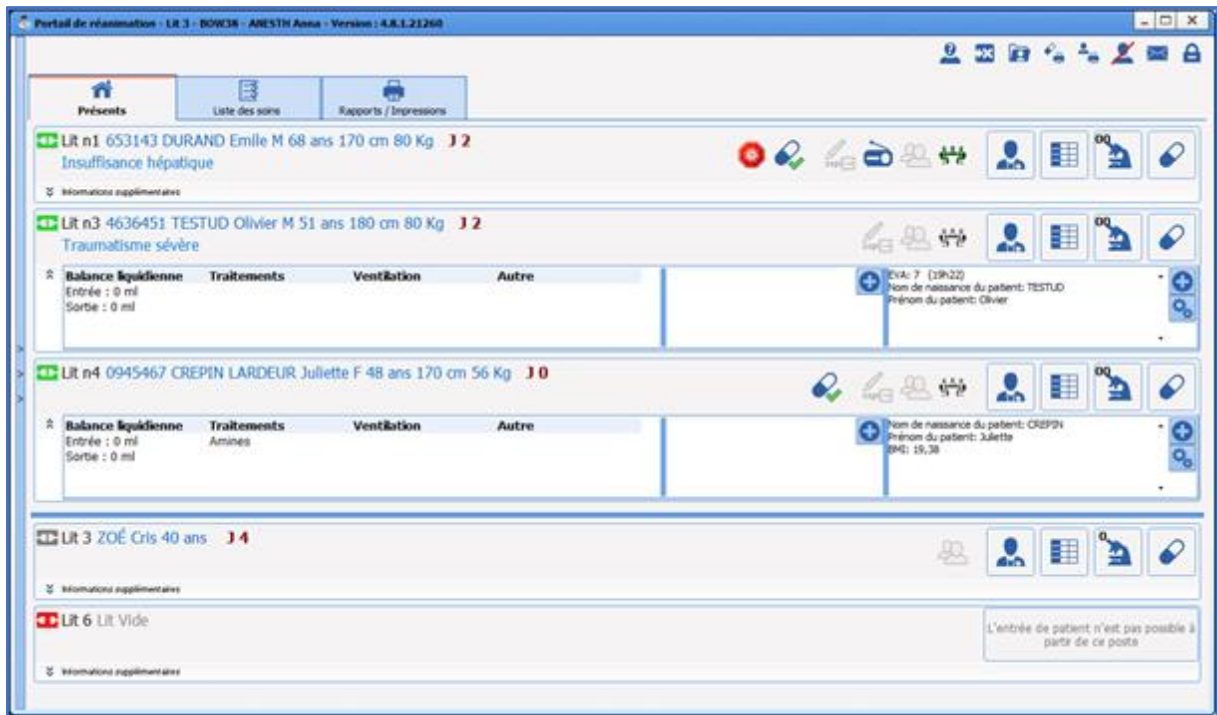 Portail de réanimation - Lit 3 - BOW38 - ANESTH Anna - Version : 4.8.1.21260
Présents
Liste des soins
Rapports / Impressions
Lit n1 653143 DURAND Emile M 68 ans 170 cm 80 Kg J 2
Insuffisance hépatique
Informations supplémentaires
Lit n3 4636451 TESTUD Olivier M 51 ans 180 cm 80 Kg J 2
Traumatisme sévère
Balance liquidienne Traitements Ventilation Autre
Entrée : 0 ml
Sortie : 0 ml
EVA: 7 (19h22)
Nom de naissance du patient: TESTUD
Prénom du patient: Olivier
Lit n4 0945467 CREPIN LARDEUR Juliette F 48 ans 170 cm 56 Kg J 0
Balance liquidienne Traitements Ventilation Autre
Entrée : 0 ml Amines
Sortie : 0 ml
Nom de naissance du patient: CREPIN
Prénom du patient: Juliette
BMI: 19,38
Lit 3 ZOÉ Cris 40 ans J 4
0
Informations supplémentaires
Lit 6 Lit Vide
L'entrée de patient n'est pas possible à
partir de ce poste
Informations supplémentaires